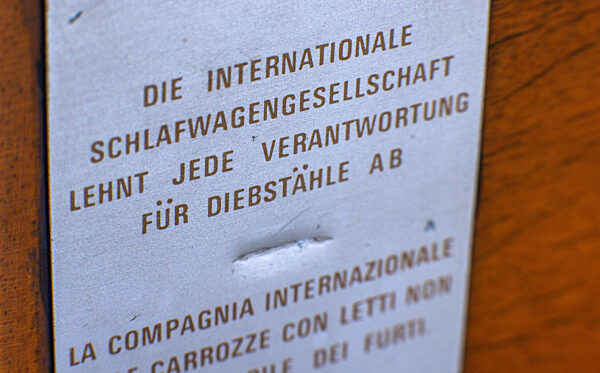 DIE INTERNATIONALE
SCHLAFWAGENGESELLSCHAFT
LEHNT JEDE VERANTWORTUNG
FÜR DIEBSTÄHLE AB
LA COMPAGNIA INTERNAZIONALE
CARROZZE CON LETTI NON
DEI FURTI.